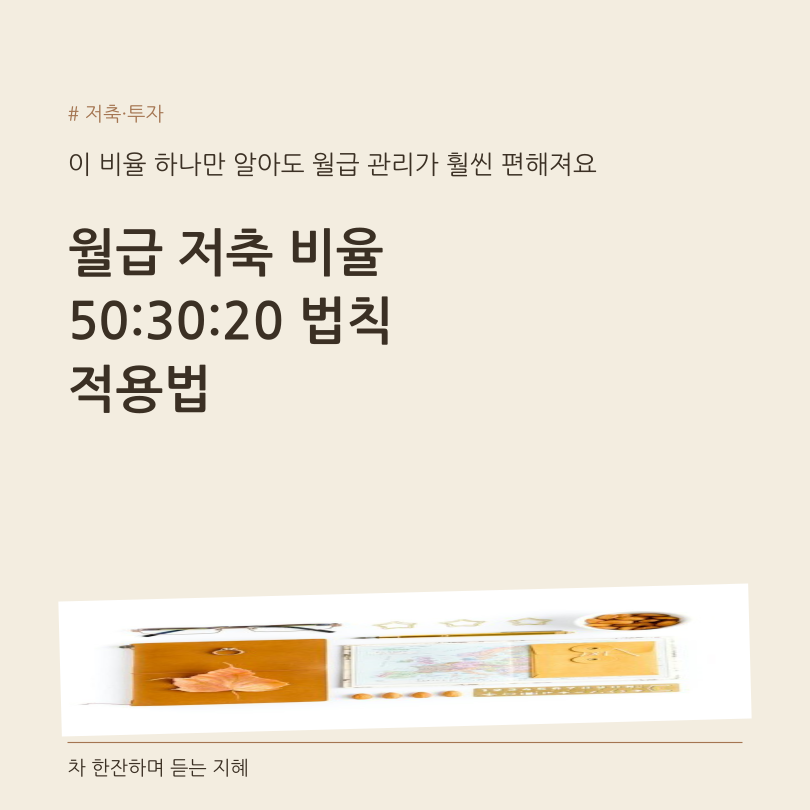 # 저축·투자
이 비율 하나만 알아도 월급 관리가 훨씬 편해져요
월급 저축 비율
50:30:20 법칙
적용법
차 한잔하며 듣는 지혜